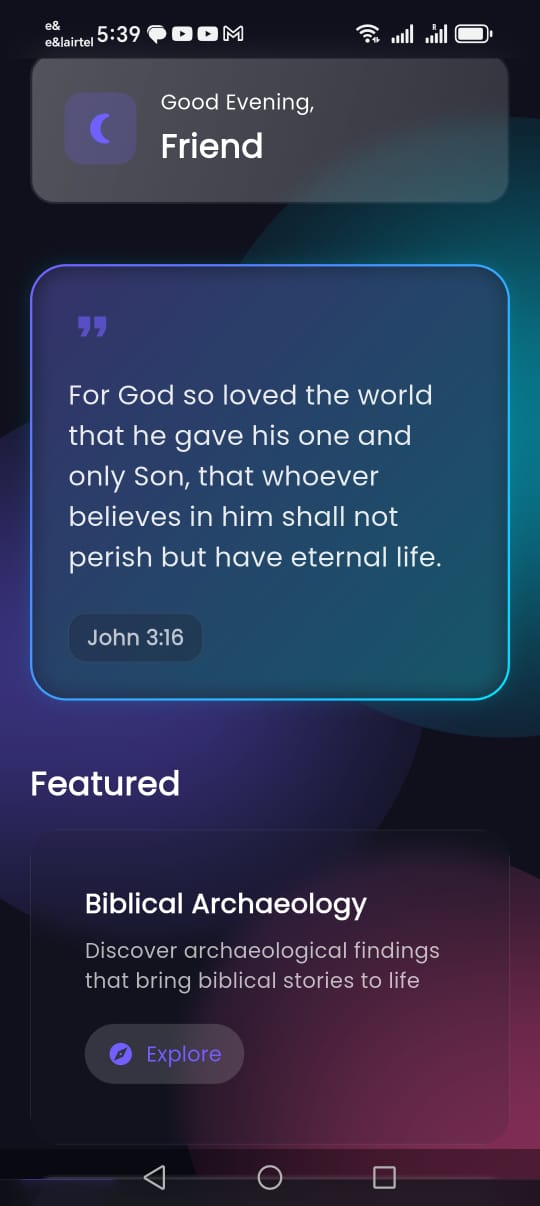 e&
e&lairtel 5:39
R
Good Evening,
Friend
For God so loved the world
that he gave his one and
only Son, that whoever
believes in him shall not
perish but have eternal life.
John 3:16
Featured
Biblical Archaeology
Discover archaeological findings
that bring biblical stories to life
Explore